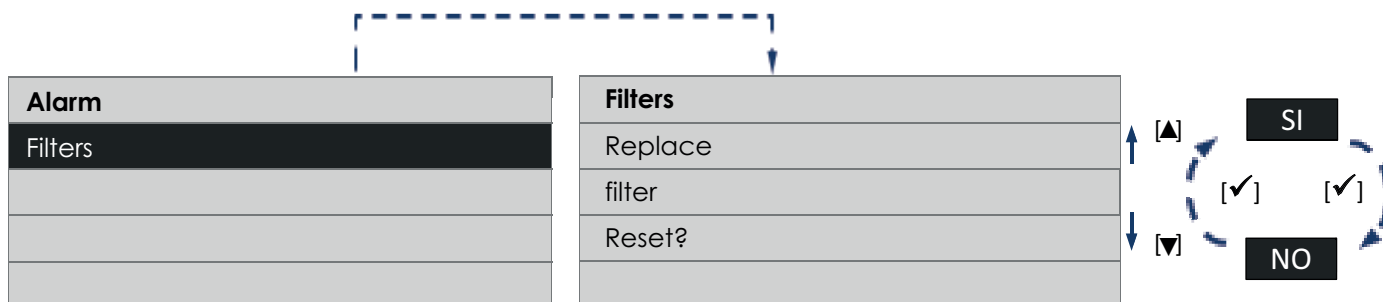 Alarm
Filters
Filters
Replace
filter
Reset?
[▲]
[▼]
SI
[✔] [✔]
NO